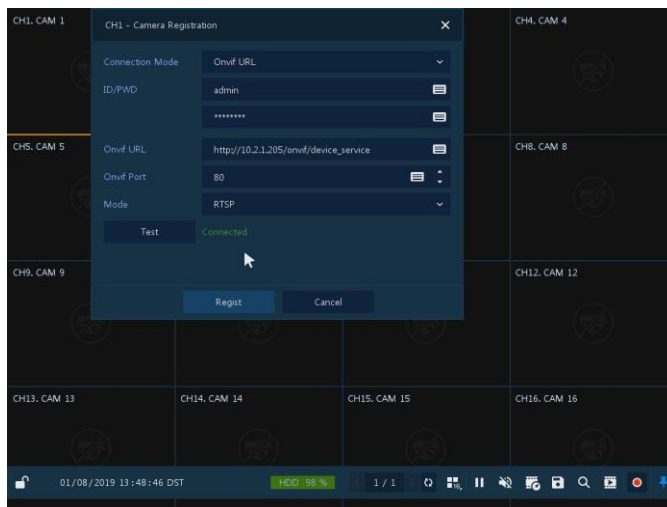 CH1. CAM 1
CH4. CAM 4
CH1 - Camera Registration
Connection Mode
Onvif URL
ID/PWD
admin
********
CH5. CAM 5
CH8. CAM 8
Onvif URL
http://10.2.1.205/onvif/device_service
Onvif Port
80
Mode
RTSP
Test
Connected
CH9. CAM 9
CH12. CAM 12
Regist
Cancel
CH13. CAM 13
CH14. CAM 14
CH15. CAM 15
CH16. CAM 16
01/08/2019 13:48:46 DST
HDD 98 %
1 / 1
16